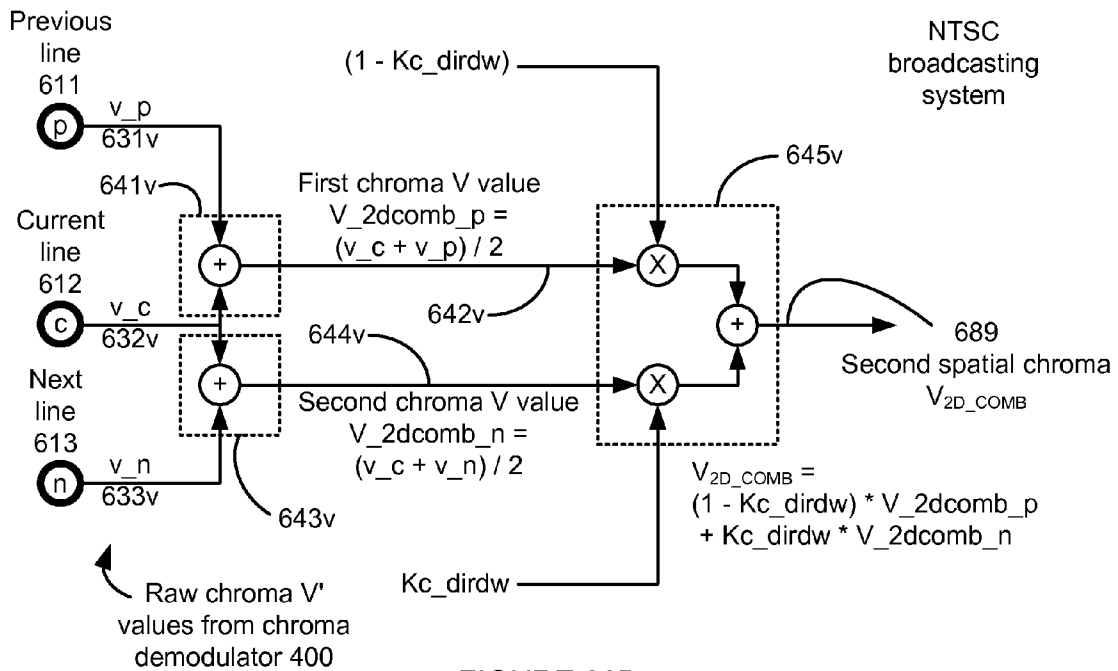 Previous
line
611
p
v_p
631v
(1 - Kc_dirdw)
NTSC
broadcasting
system
641v
645v
First chroma V value
V_2dcomb_p =
(v_c + v_p) / 2
Current
line
612
c
v_c
632v
+
X
642v
+
644v
689
Second spatial chroma
V2D_COMB
Next
line
613
n
v_n
633v
+
X
Second chroma V value
V_2dcomb_n =
(v_c + v_n) / 2
643v
V2D_COMB =
(1 - Kc_dirdw) * V_2dcomb_p
+ Kc_dirdw * V_2dcomb_n
Kc_dirdw
Raw chroma V'
values from chroma
demodulator 400